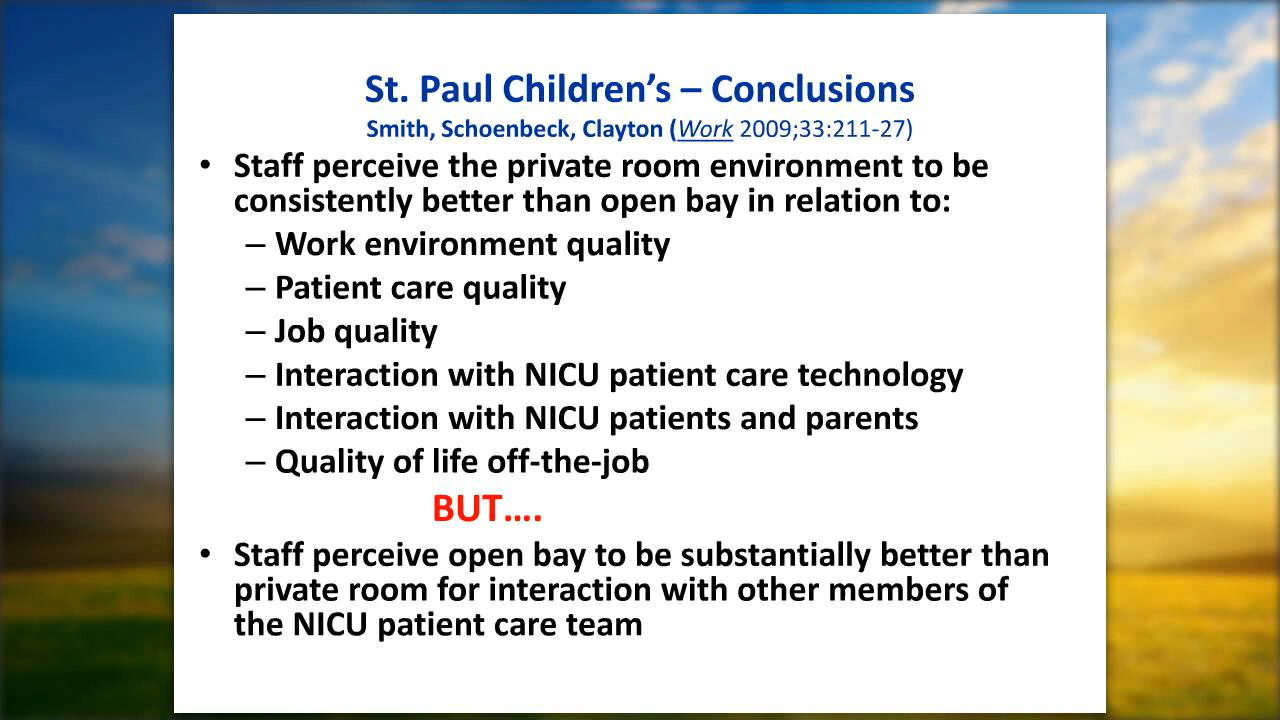 St. Paul Children’s – Conclusions
Smith, Schoenbeck, Clayton (Work 2009;33:211-27)
• Staff perceive the private room environment to be
consistently better than open bay in relation to:
– Work environment quality
– Patient care quality
– Job quality
– Interaction with NICU patient care technology
– Interaction with NICU patients and parents
– Quality of life off-the-job
BUT….
• Staff perceive open bay to be substantially better than
private room for interaction with other members of
the NICU patient care team